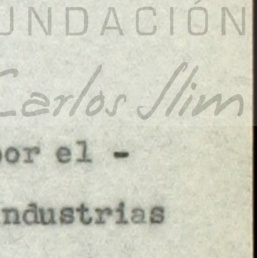 UNDACIÓN
Carlos Slim
por el -
ndustrias